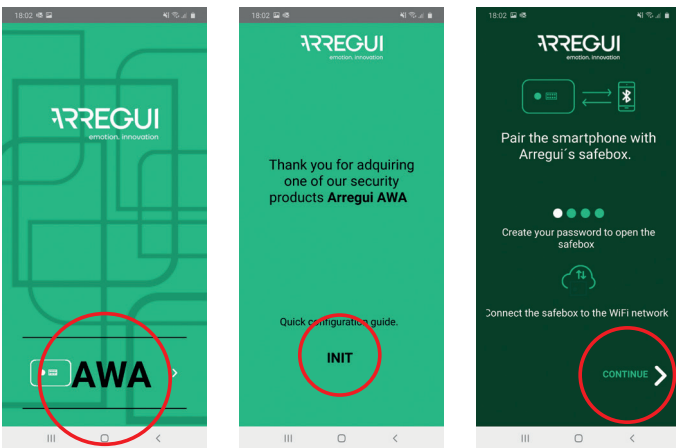 18:02
ARREGUI
emotion. innovation
AWA
18:02
ARREGUI
emotion. innovation
Thank you for adquiring
one of our security
products Arregui AWA
Quick configuration guide.
INIT
18:02
ARREGUI
emotion. innovation
Pair the smartphone with
Arregui´s safebox.
Create your password to open the
safebox
Connect the safebox to the WiFi network
CONTINUE